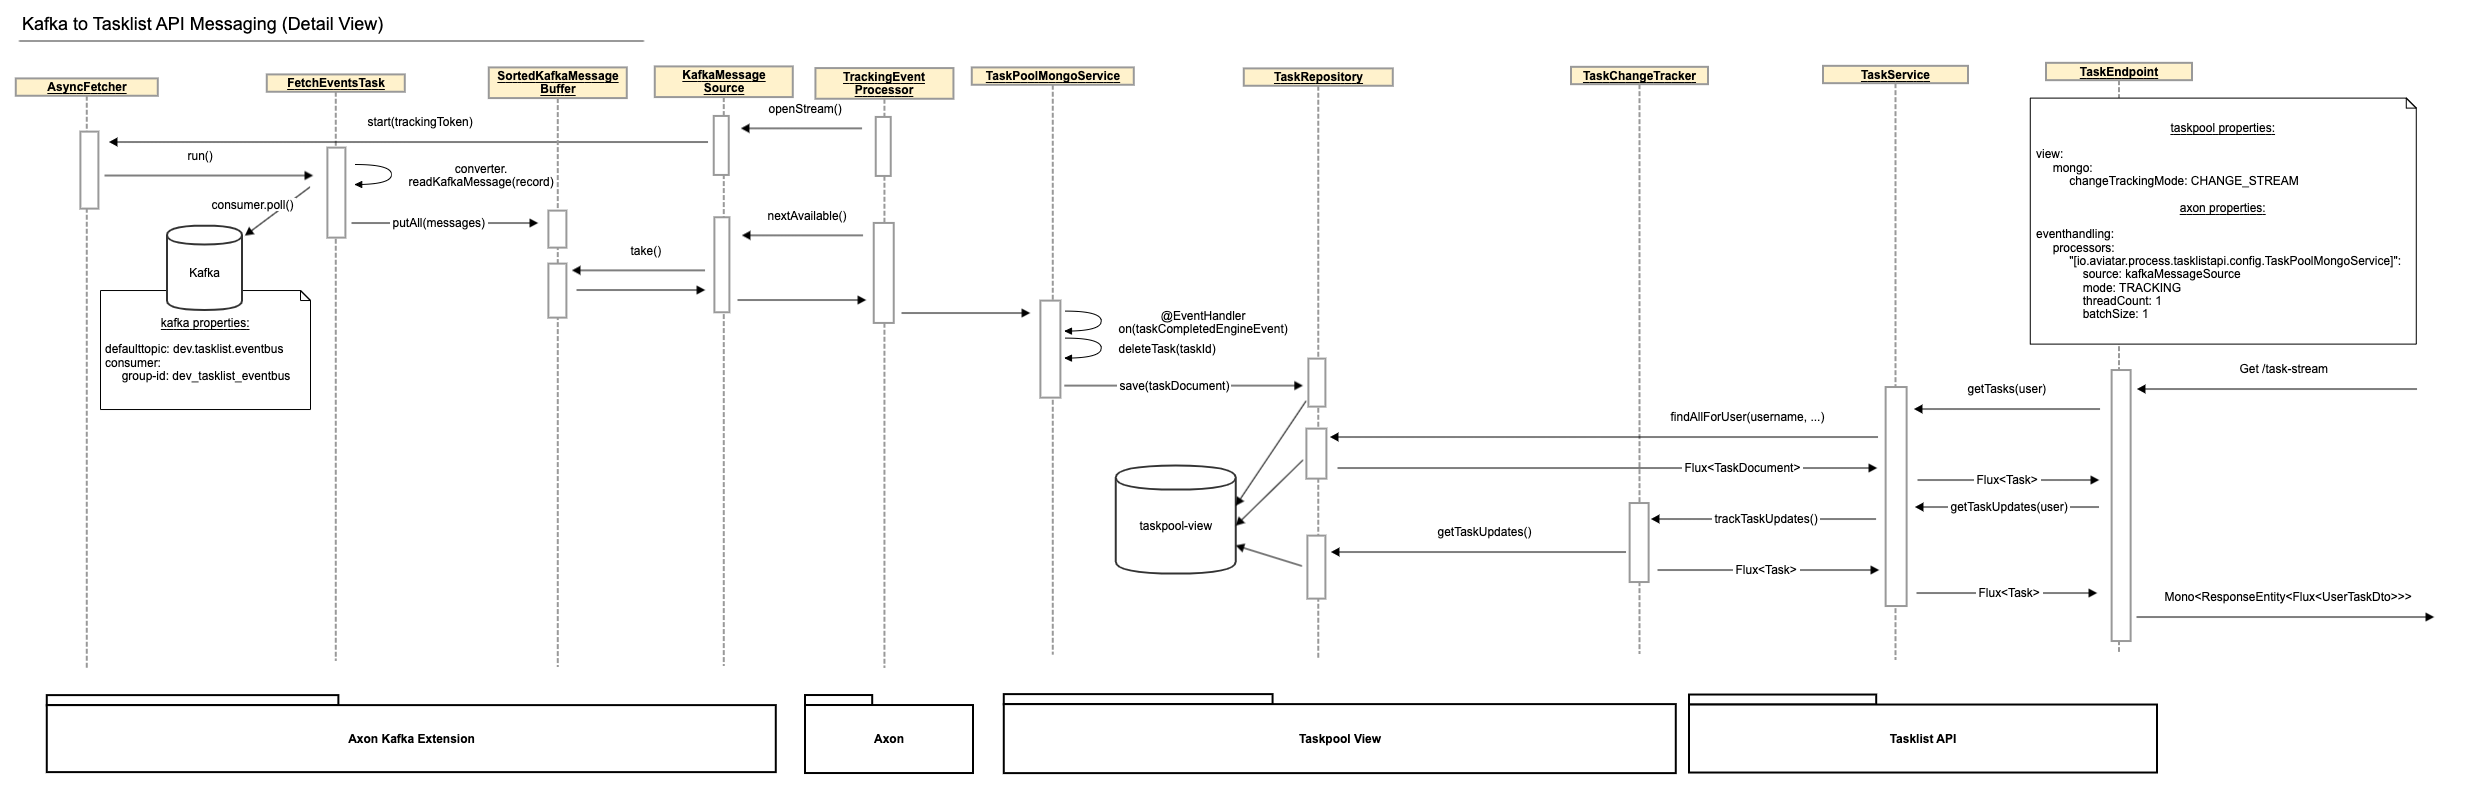 Kafka to Tasklist API Messaging (Detail View)
AsyncFetcher
FetchEventsTask
SortedKafkaMessage
Buffer
KafkaMessage
Source
TrackingEvent
Processor
TaskPoolMongoService
TaskRepository
TaskChangeTracker
TaskService
TaskEndpoint
openStream()
start(trackingToken)
run()
converter.
readKafkaMessage(record)
consumer.poll()
putAll(messages)
nextAvailable()
take()
Kafka
kafka properties:
defaulttopic: dev.tasklist.eventbus
consumer:
group-id: dev_tasklist_eventbus
@EventHandler
on(taskCompletedEngineEvent)
deleteTask(taskId)
save(taskDocument)
taskpool properties:
view:
mongo:
changeTrackingMode: CHANGE_STREAM
axon properties:
eventhandling:
processors:
"[io.aviatar.process.tasklistapi.config.TaskPoolMongoService]":
source: kafkaMessageSource
mode: TRACKING
threadCount: 1
batchSize: 1
Get /task-stream
getTasks(user)
findAllForUser(username, ...)
Flux<TaskDocument>
Flux<Task>
getTaskUpdates(user)
trackTaskUpdates()
getTaskUpdates()
taskpool-view
Flux<Task>
Flux<Task>
Mono<ResponseEntity<Flux<UserTaskDto>>>
Axon Kafka Extension
Axon
Taskpool View
Tasklist API